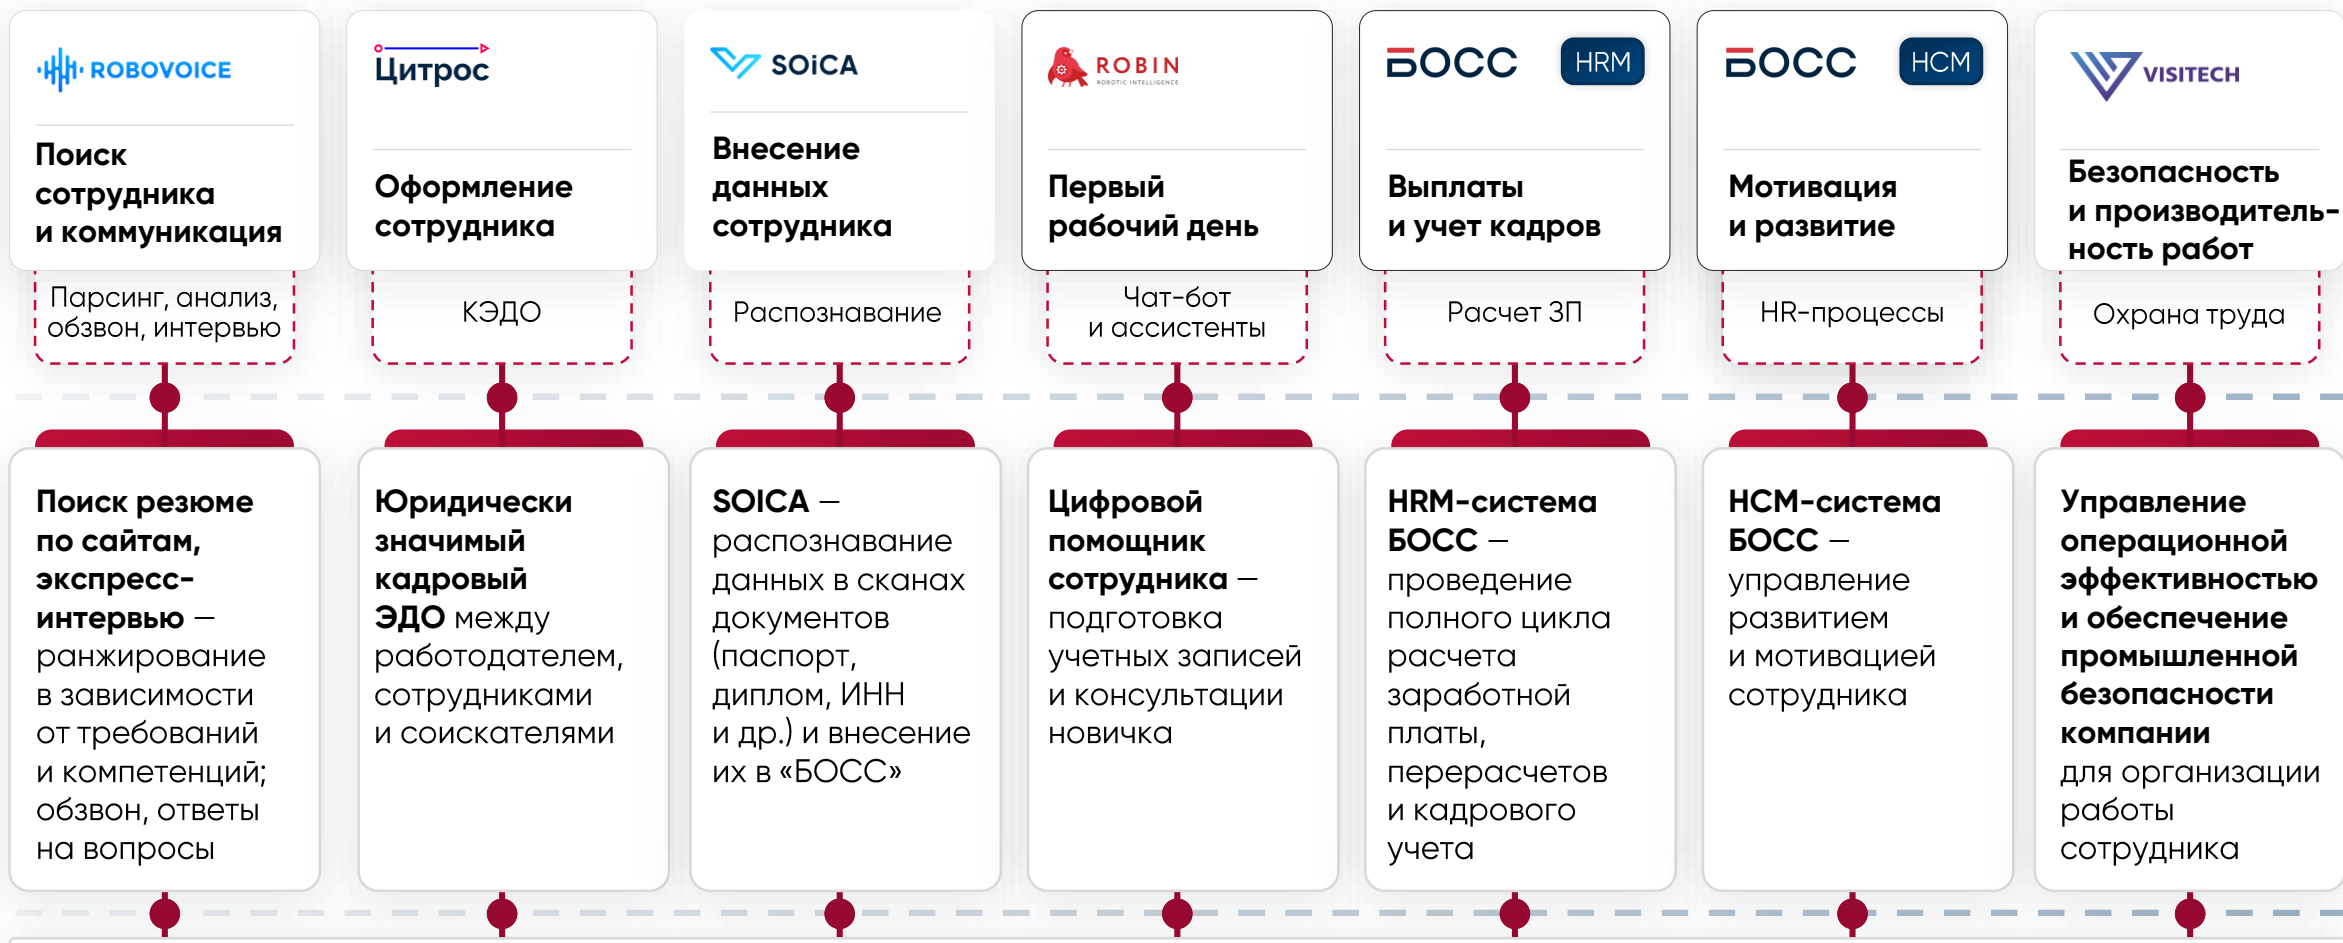 ROBOVOICE
Поиск
сотрудника
и коммуникация
Парсинг, анализ,
обзвон, интервью
Поиск резюме
по сайтам,
экспресс-
интервью —
ранжирование
в зависимости
от требований
и компетенций;
обзвон, ответы
на вопросы
Цитрос
Оформление
сотрудника
КЭДО
Юридически
значимый
кадровый
ЭДО между
работодателем,
сотрудниками
и соискателями
SOiCA
Внесение
данных
сотрудника
Распознавание
SOICA —
распознавание
данных в сканах
документов
(паспорт,
диплом, ИНН
и др.) и внесение
их в «БОСС»
ROBIN
ROBOTIC INTELLIGENCE
Первый
рабочий день
Чат-бот
и ассистенты
Цифровой
помощник
сотрудника —
подготовка
учетных записей
и консультации
новичка
БОСС HRM
Выплаты
и учет кадров
Расчет ЗП
HRM-система
БОСС —
проведение
полного цикла
расчета
заработной
платы,
перерасчетов
и кадрового
учета
БОСС HCM
Мотивация
и развитие
HR-процессы
HCM-система
БОСС —
управление
развитием
и мотивацией
сотрудника
VISITECH
Безопасность
и производитель-
ность работ
Охрана труда
Управление
операционной
эффективностью
и обеспечение
промышленной
безопасности
компании
для организации
работы
сотрудника